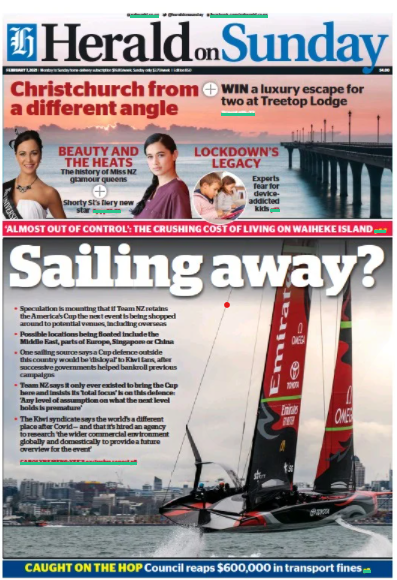 Herald on Sunday
Christchurch from
a different angle
WIN a luxury escape for
two at Treetop Lodge
BEAUTY AND
THE HEATS
The history of Miss NZ
glamour queens
Shorty St's fiery new
star
LOCKDOWN'S
LEGACY
Experts
fear for
device-
addicted
kids
'ALMOST OUT OF CONTROL': THE CRUSHING COST OF LIVING ON WAIHEKE ISLAND
Sailing away?
• Speculation is mounting that if Team NZ retains
the America's Cup the next event is being shopped
around to potential venues, including overseas
• Possible locations being floated include the
Middle East, parts of Europe, Singapore or China
• One sailing source says a Cup defence outside
this country would be 'disloyal' to Kiwi fans, after
successive governments helped bankroll previous
campaigns
• Team NZ says it only ever existed to bring the Cup
here and insists its 'total focus' is on this defence:
'Any level of assumption on what the next level
holds is premature'
• The Kiwi syndicate says the world's a different
place after Covid — and that it's hired an agency
to research 'the wider commercial environment
globally and domestically to provide a future
overview for the event'
Emirates
OMEGA
TOYOTA
Emirates
OMEGA
TOYOTA
CAUGHT ON THE HOP Council reaps $600,000 in transport fines